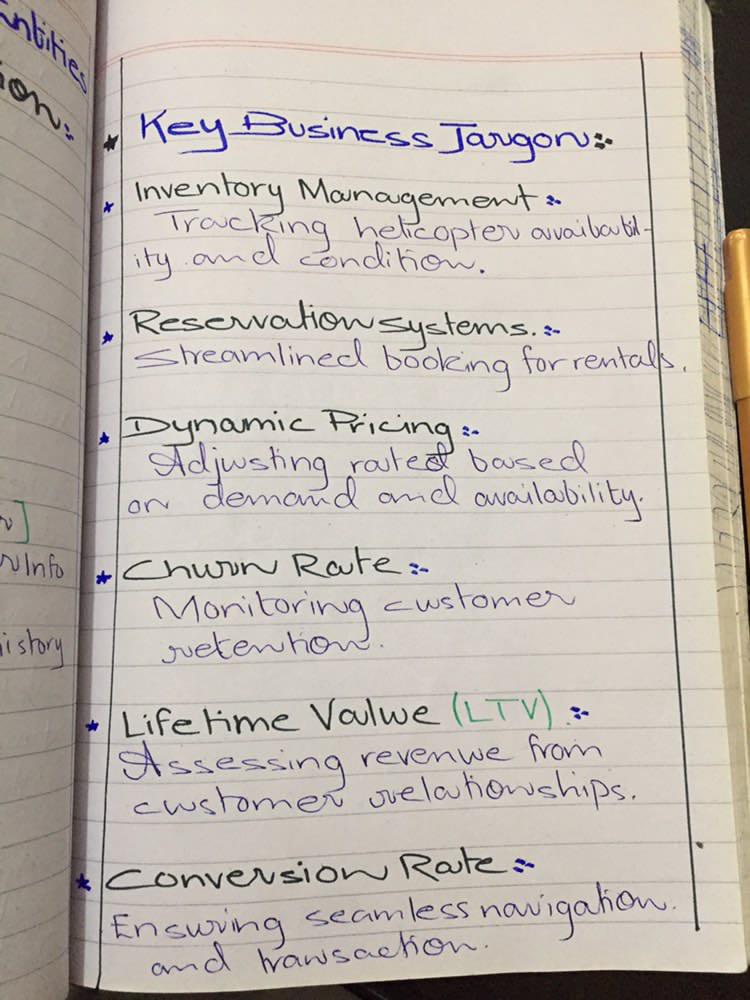 ntities
ion:-
* Key Business Jargon:-
* Inventory Management :-
Tracking helicopter availabil-
ity and condition.
* Reservation systems. :-
Streamlined booking for rentals.
* Dynamic Pricing :-
Adjusting rates based
on demand and availability.
* Churn Rate :-
Monitoring customer
retention.
* Lifetime Value (LTV) :-
Assessing revenue from
customer relationships.
* Conversion Rate :-
Ensuring seamless navigation.
and transaction.
]
Info
istory